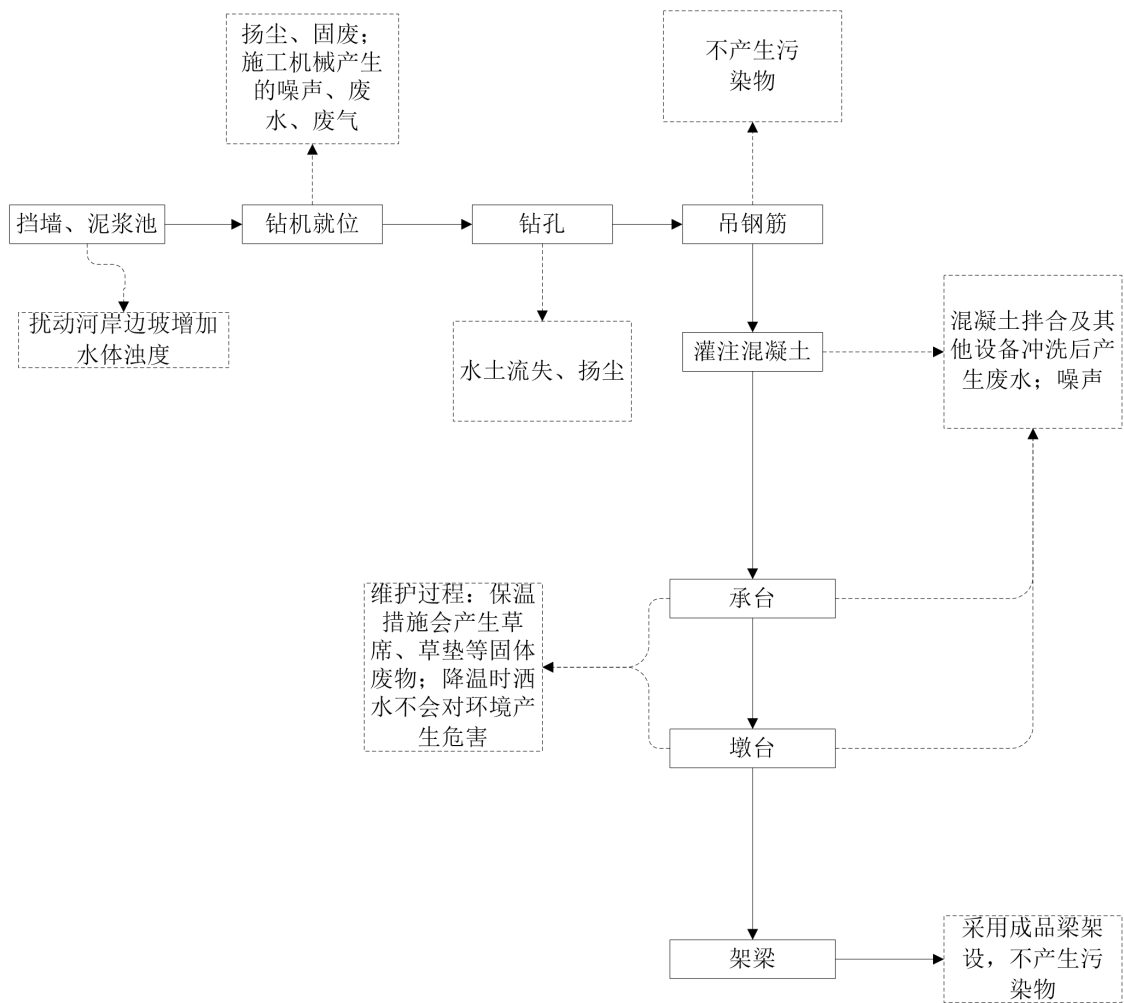 扬尘、固废；
施工机械产生
的噪声、废
水、废气
不产生污
染物
挡墙、泥浆池
钻机就位
钻孔
吊钢筋
扰动河岸边坡增加
水体浊度
水土流失、扬尘
灌注混凝土
混凝土拌合及其
他设备冲洗后产
生废水；噪声
维护过程：保温
措施会产生草
席、草垫等固体
废物；降温时洒
水不会对环境产
生危害
承台
墩台
架梁
采用成品梁架
设，不产生污
染物